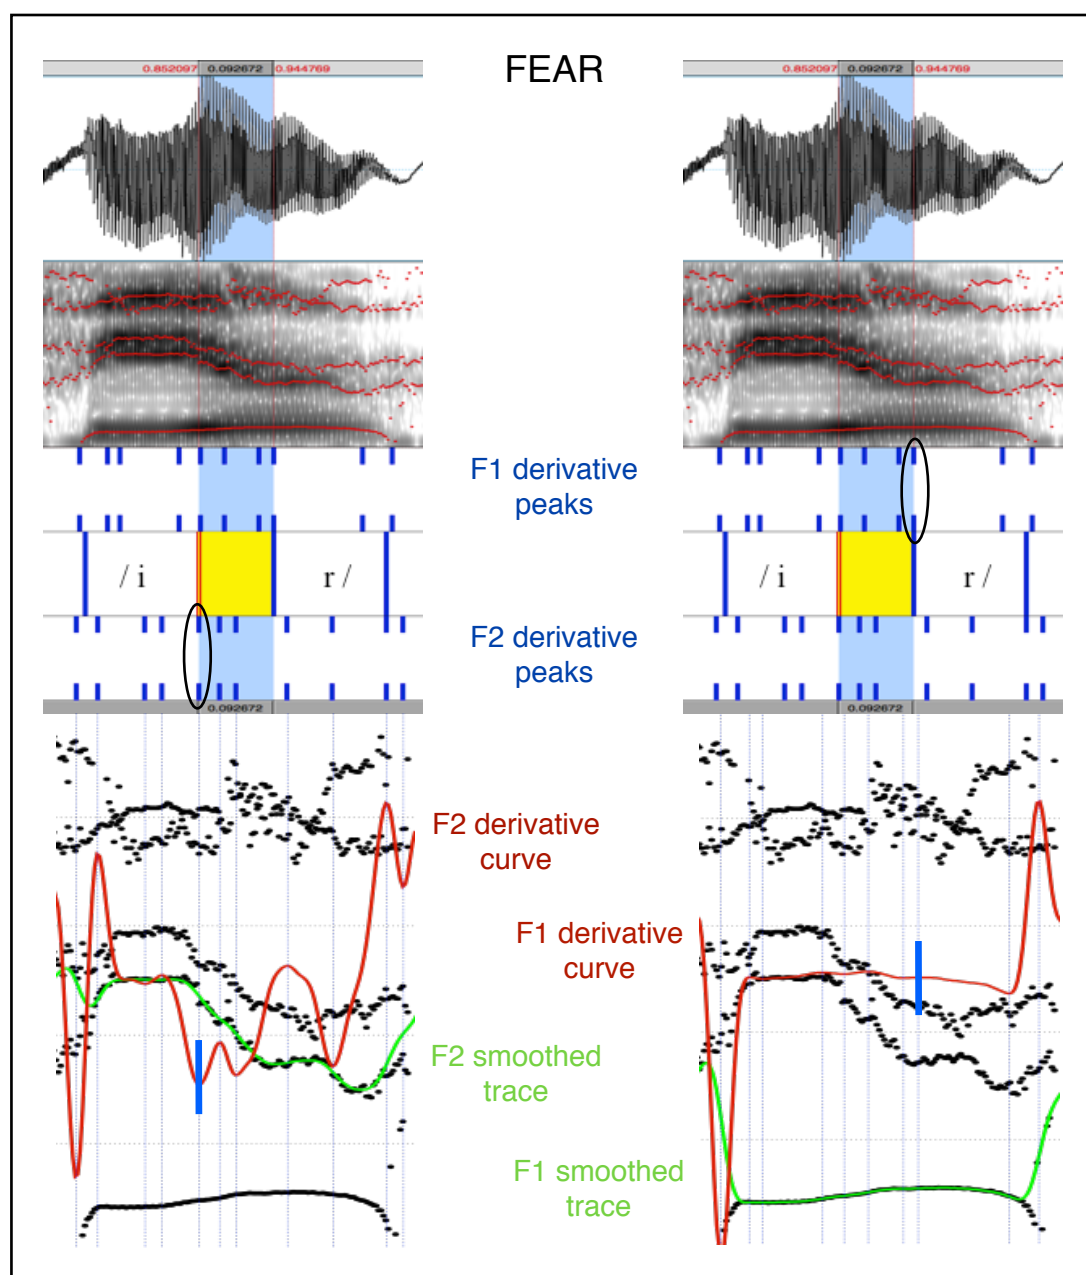 FEAR
0.852097 0.092672 0.944769
0.852097 0.092672 0.944769
F1 derivative
peaks
/ i r /
/ i r /
F2 derivative
peaks
0.092672
0.092672
F2 derivative
curve
F1 derivative
curve
F2 smoothed
trace
F1 smoothed
trace